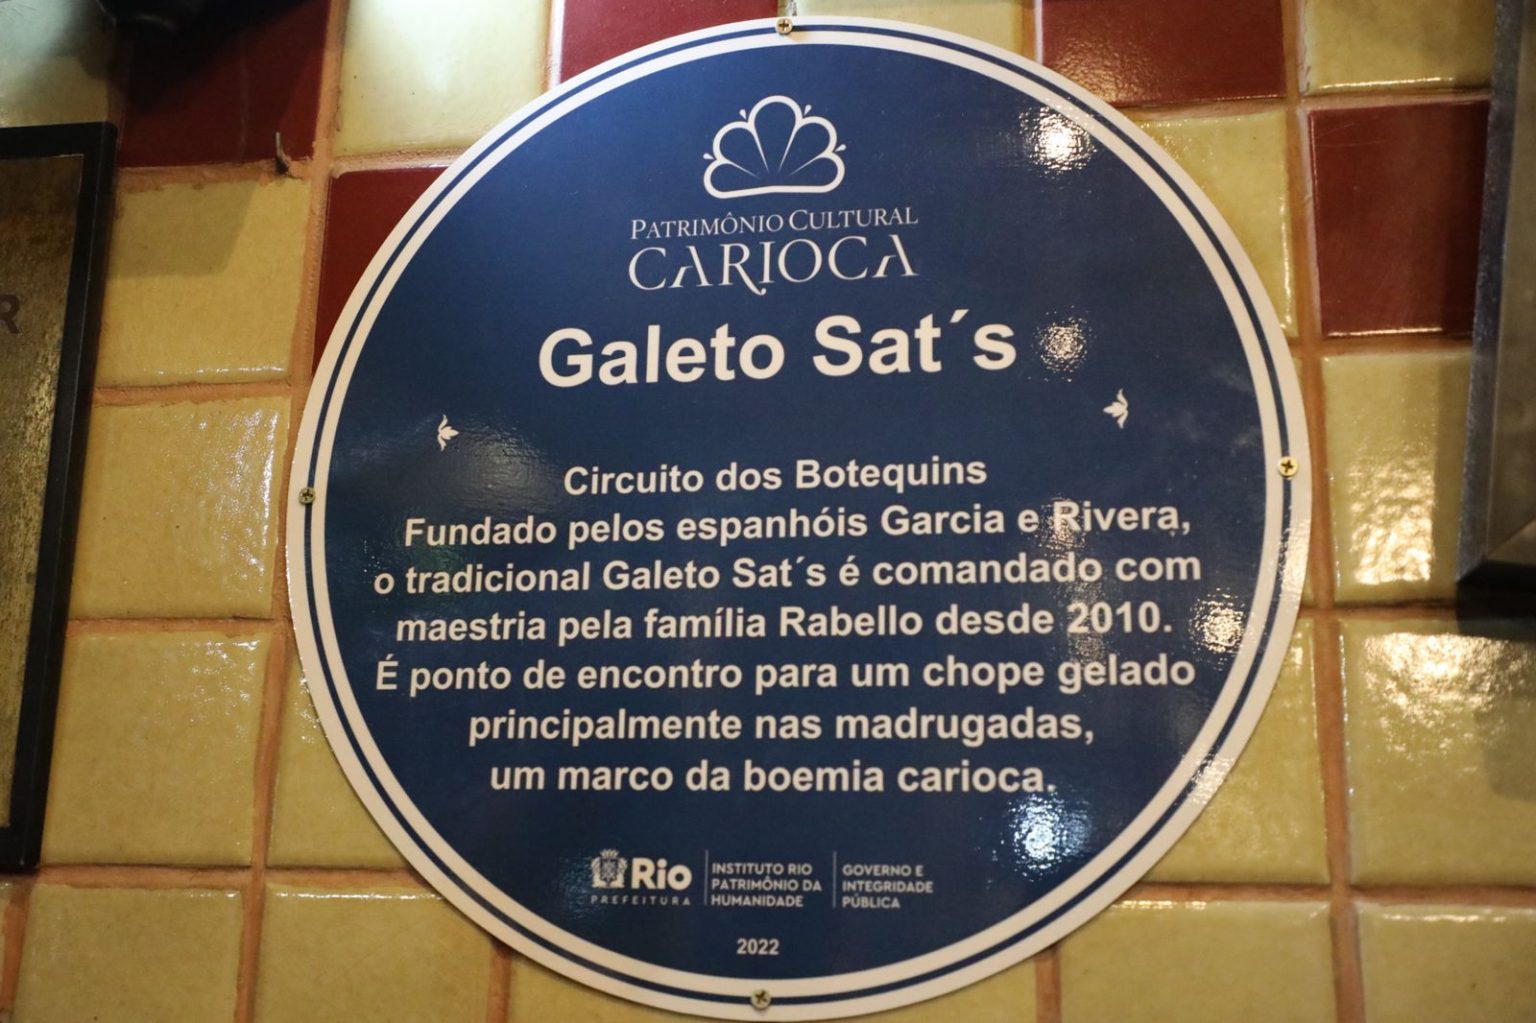 PATRIMÔNIO CULTURAL
CARIOCA
Galeto Sat´s
Circuito dos Botequins
Fundado pelos espanhóis Garcia e Rivera,
o tradicional Galeto Sat´s é comandado com
maestria pela família Rabello desde 2010.
É ponto de encontro para um chope gelado
principalmente nas madrugadas,
um marco da boemia carioca.
Rio
PREFEITURA
INSTITUTO RIO
PATRIMÔNIO DA
HUMANIDADE
GOVERNO E
INTEGRIDADE
PÚBLICA
2022
R